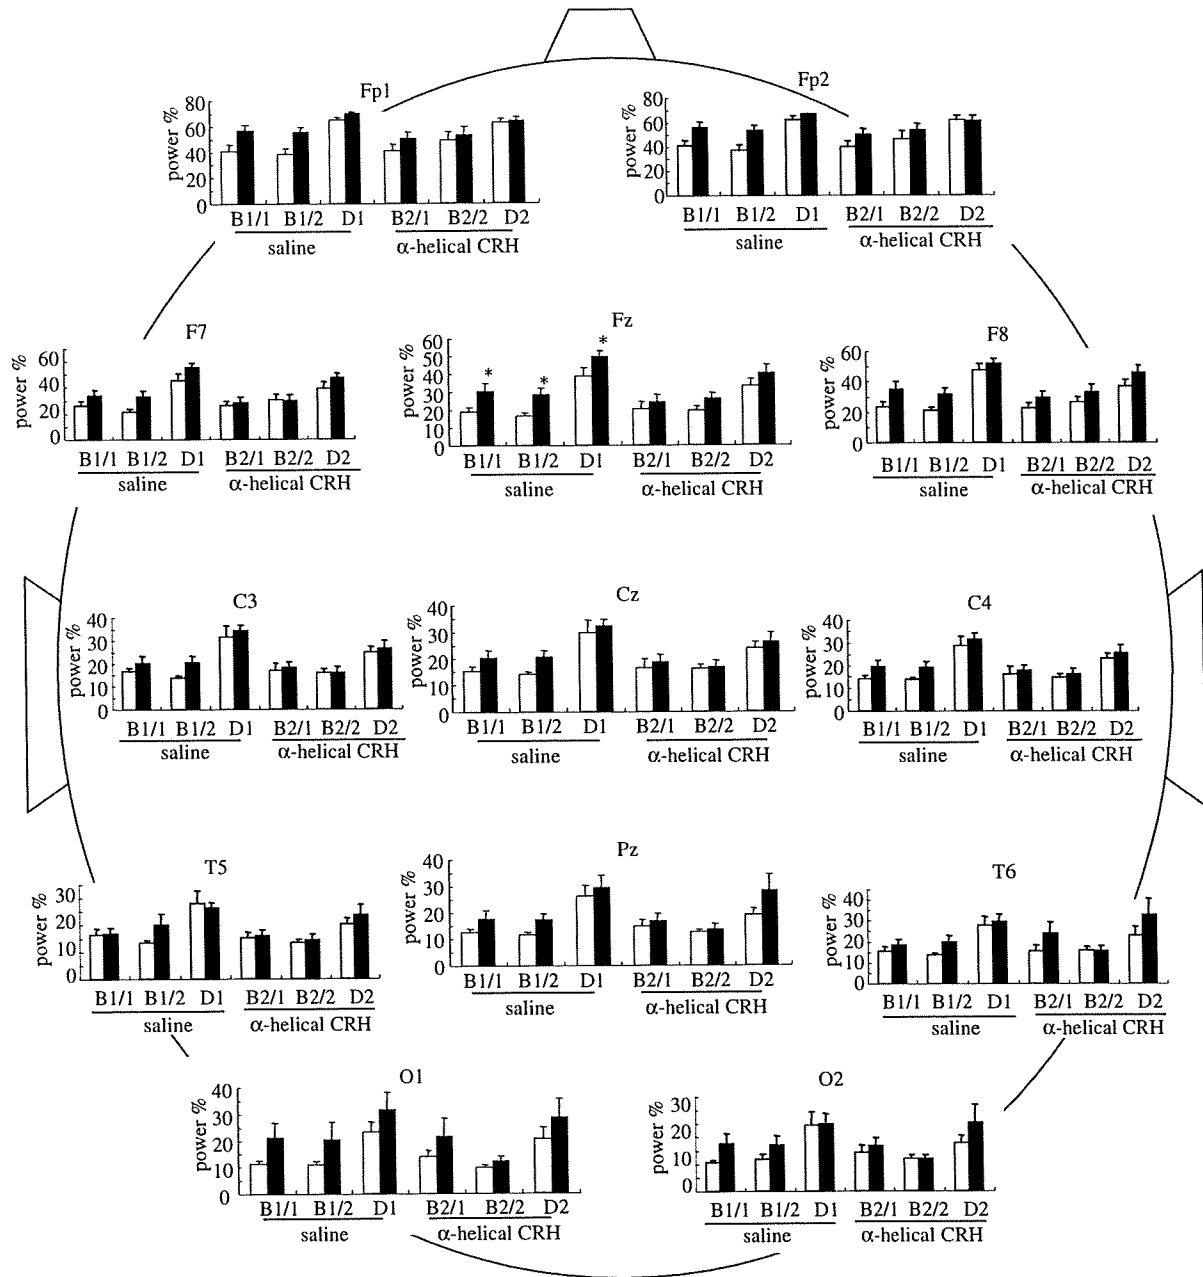 Fp1
power %
80
60
40
20
0
B1/1 B1/2 D1 B2/1 B2/2 D2
saline α-helical CRH
Fp2
power %
80
60
40
20
0
B1/1 B1/2 D1 B2/1 B2/2 D2
saline α-helical CRH
F7
power %
60
40
20
0
B1/1 B1/2 D1 B2/1 B2/2 D2
saline α-helical CRH
Fz
power %
60
50
40
30
20
10
0
* * *
B1/1 B1/2 D1 B2/1 B2/2 D2
saline α-helical CRH
F8
power %
60
40
20
0
B1/1 B1/2 D1 B2/1 B2/2 D2
saline α-helical CRH
C3
power %
40
30
20
10
0
B1/1 B1/2 D1 B2/1 B2/2 D2
saline α-helical CRH
Cz
power %
40
30
20
10
0
B1/1 B1/2 D1 B2/1 B2/2 D2
saline α-helical CRH
C4
power %
40
30
20
10
0
B1/1 B1/2 D1 B2/1 B2/2 D2
saline α-helical CRH
T5
power %
30
20
10
0
B1/1 B1/2 D1 B2/1 B2/2 D2
saline α-helical CRH
Pz
power %
40
30
20
10
0
B1/1 B1/2 D1 B2/1 B2/2 D2
saline α-helical CRH
T6
power %
40
30
20
10
0
B1/1 B1/2 D1 B2/1 B2/2 D2
saline α-helical CRH
O1
power %
40
30
20
10
0
B1/1 B1/2 D1 B2/1 B2/2 D2
saline α-helical CRH
O2
power %
30
20
10
0
B1/1 B1/2 D1 B2/1 B2/2 D2
saline α-helical CRH